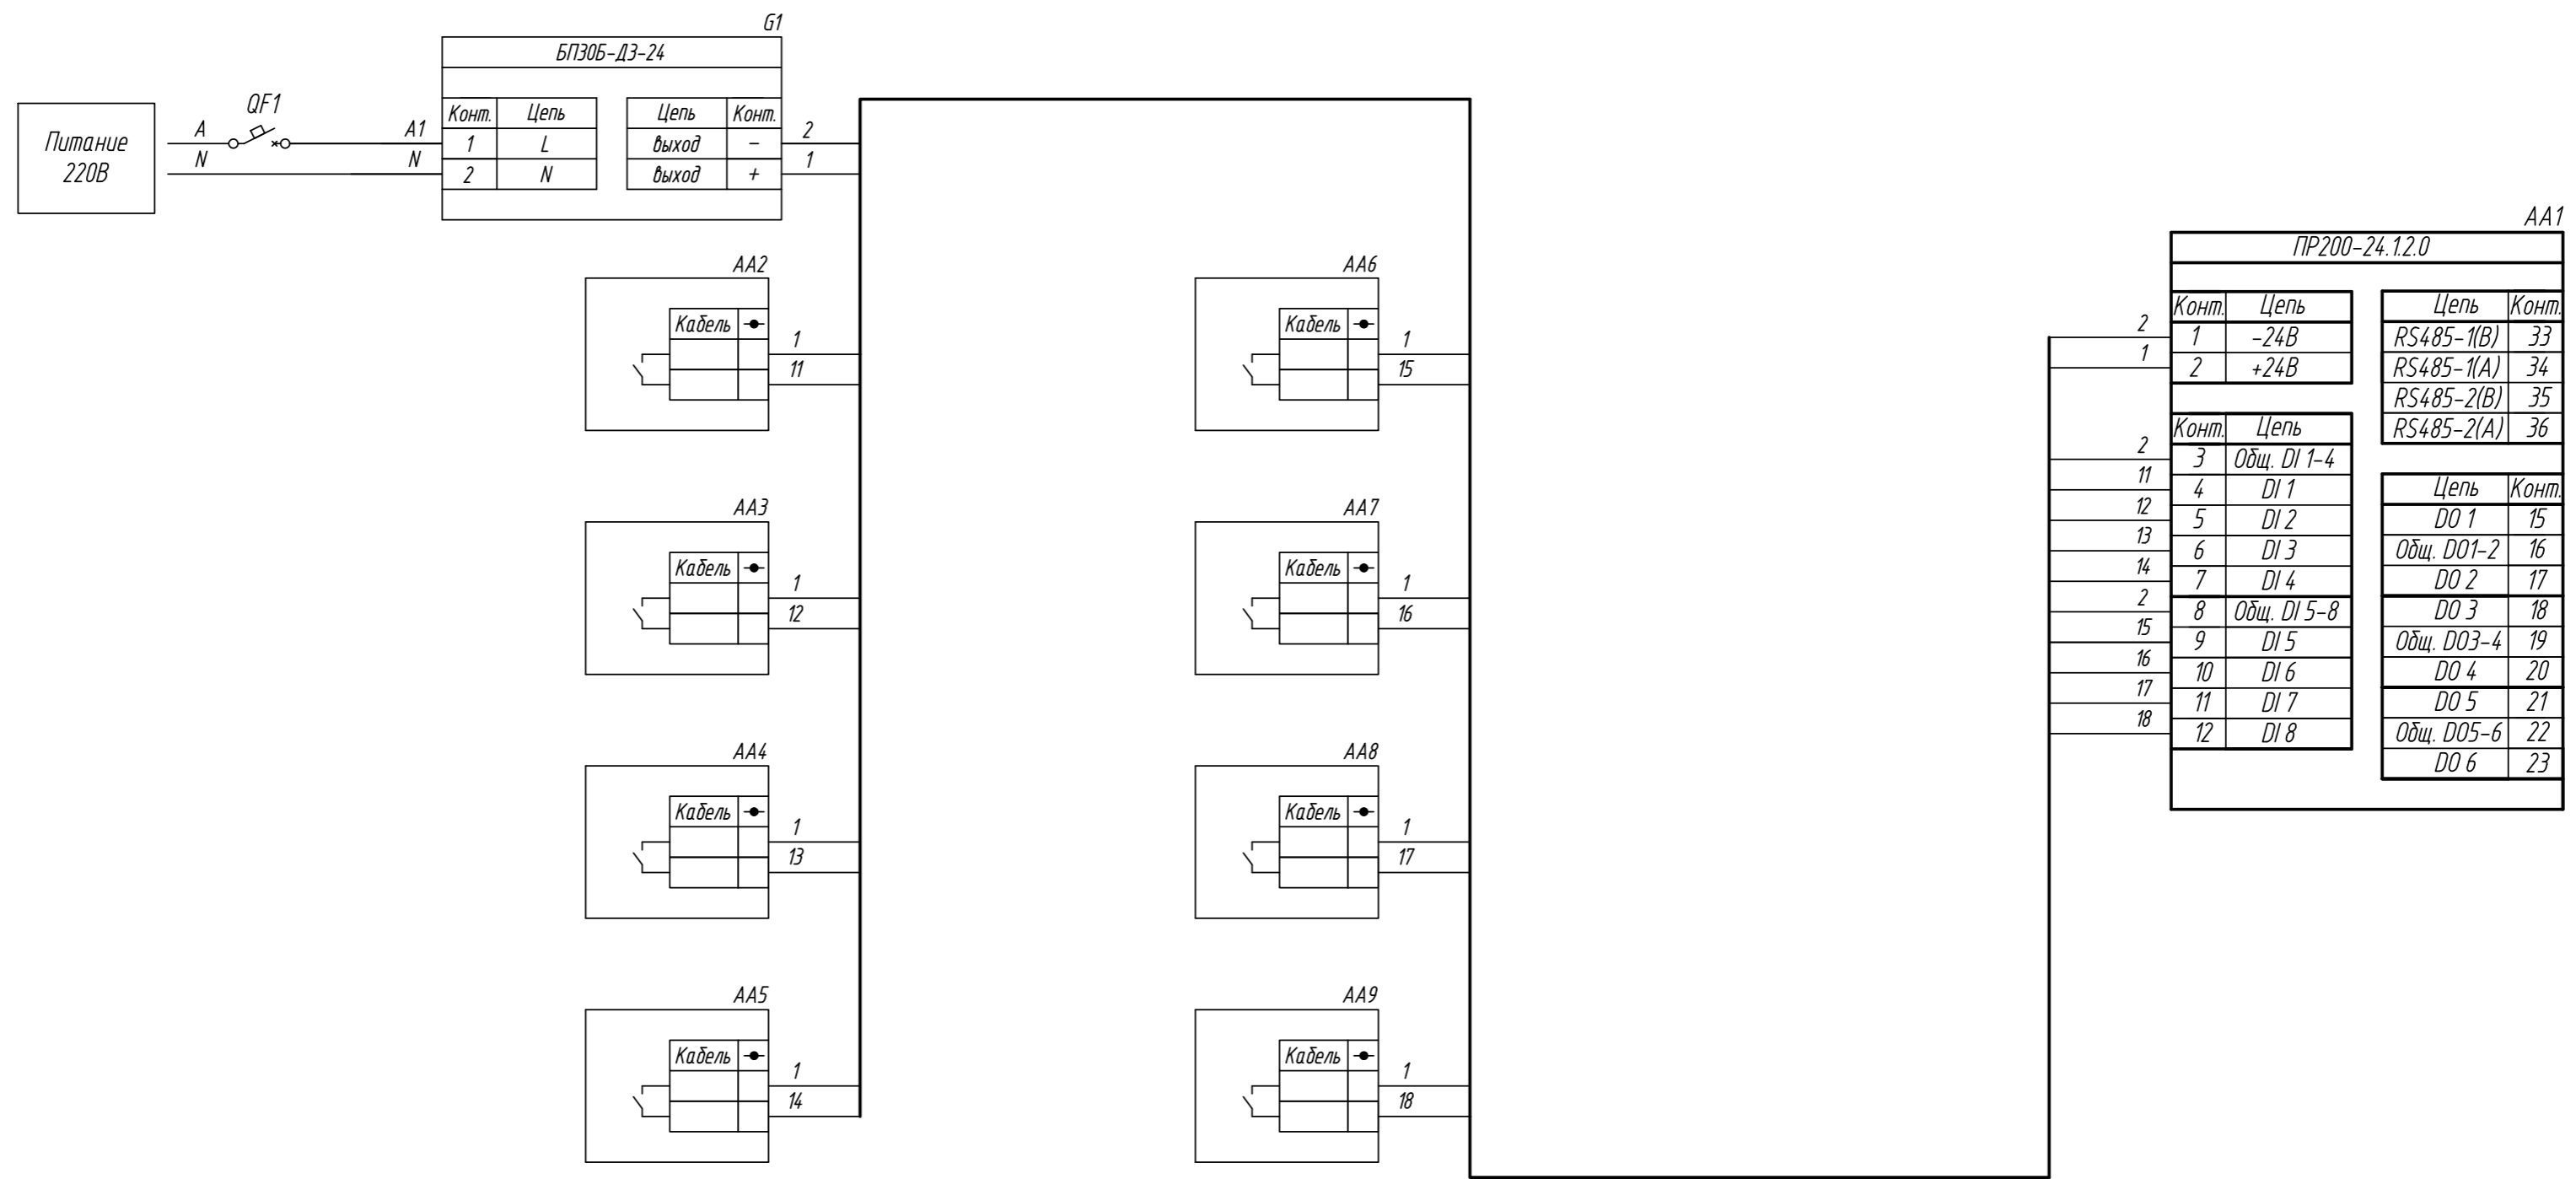 G1
БП30Б-Д3-24
Питание
220В
QF1
A
N
A1
N
Конт. Цепь
1 L
2 N
Цепь Конт.
выход -
выход +
2
1
AA2
Кабель
1
11
AA3
Кабель
1
12
AA4
Кабель
1
13
AA5
Кабель
1
14
AA6
Кабель
1
15
AA7
Кабель
1
16
AA8
Кабель
1
17
AA9
Кабель
1
18
AA1
ПР200-24.1.2.0
2
1
Конт. Цепь
1 -24В
2 +24В
2
11
12
13
14
2
15
16
17
18
Конт. Цепь
3 Общ. DI 1-4
4 DI 1
5 DI 2
6 DI 3
7 DI 4
8 Общ. DI 5-8
9 DI 5
10 DI 6
11 DI 7
12 DI 8
Цепь Конт.
RS485-1(B) 33
RS485-1(A) 34
RS485-2(B) 35
RS485-2(A) 36
Цепь Конт.
DO 1 15
Общ. DO1-2 16
DO 2 17
DO 3 18
Общ. DO3-4 19
DO 4 20
DO 5 21
Общ. DO5-6 22
DO 6 23